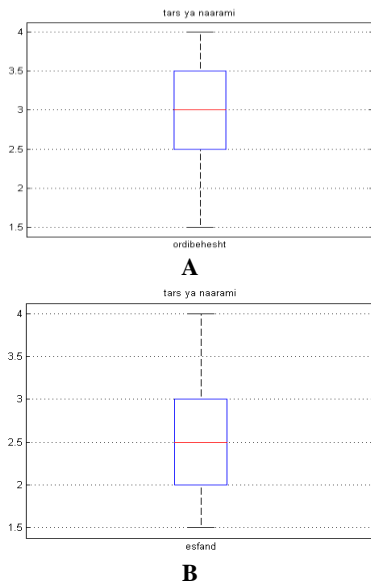 tars ya naarami
4
3.5
3
2.5
2
1.5
ordibehesht
A
tars ya naarami
4
3.5
3
2.5
2
1.5
esfand
B